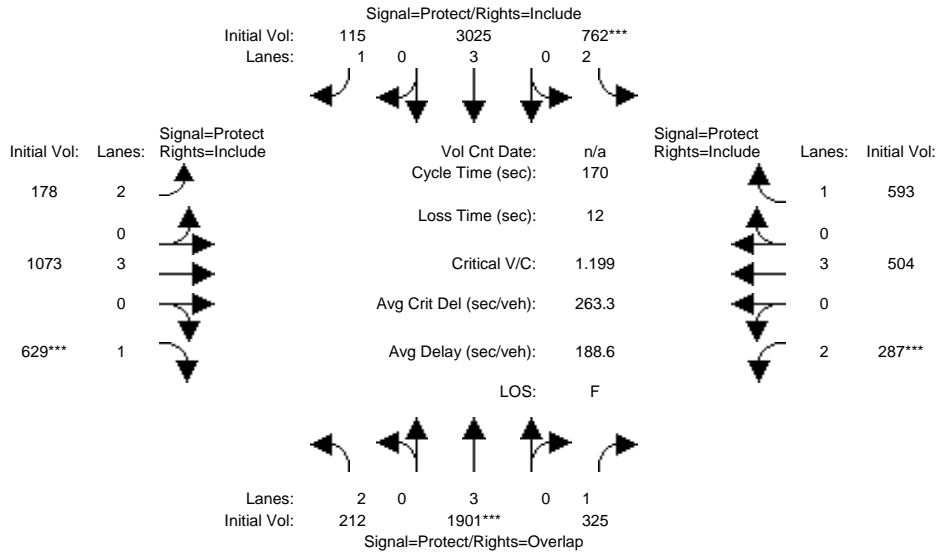 Signal=Protect/Rights=Include
Initial Vol: 115 3025 762***
Lanes: 1 0 3 0 2
Signal=Protect
Initial Vol: Lanes: Rights=Include
Vol Cnt Date: n/a
Signal=Protect
Rights=Include Lanes: Initial Vol:
Cycle Time (sec): 170
178 2
1 593
Loss Time (sec): 12
0
0
1073 3
Critical V/C: 1.199
3 504
0
Avg Crit Del (sec/veh): 263.3
0
629*** 1
Avg Delay (sec/veh): 188.6
2 287***
LOS: F
Lanes: 2 0 3 0 1
Initial Vol: 212 1901*** 325
Signal=Protect/Rights=Overlap